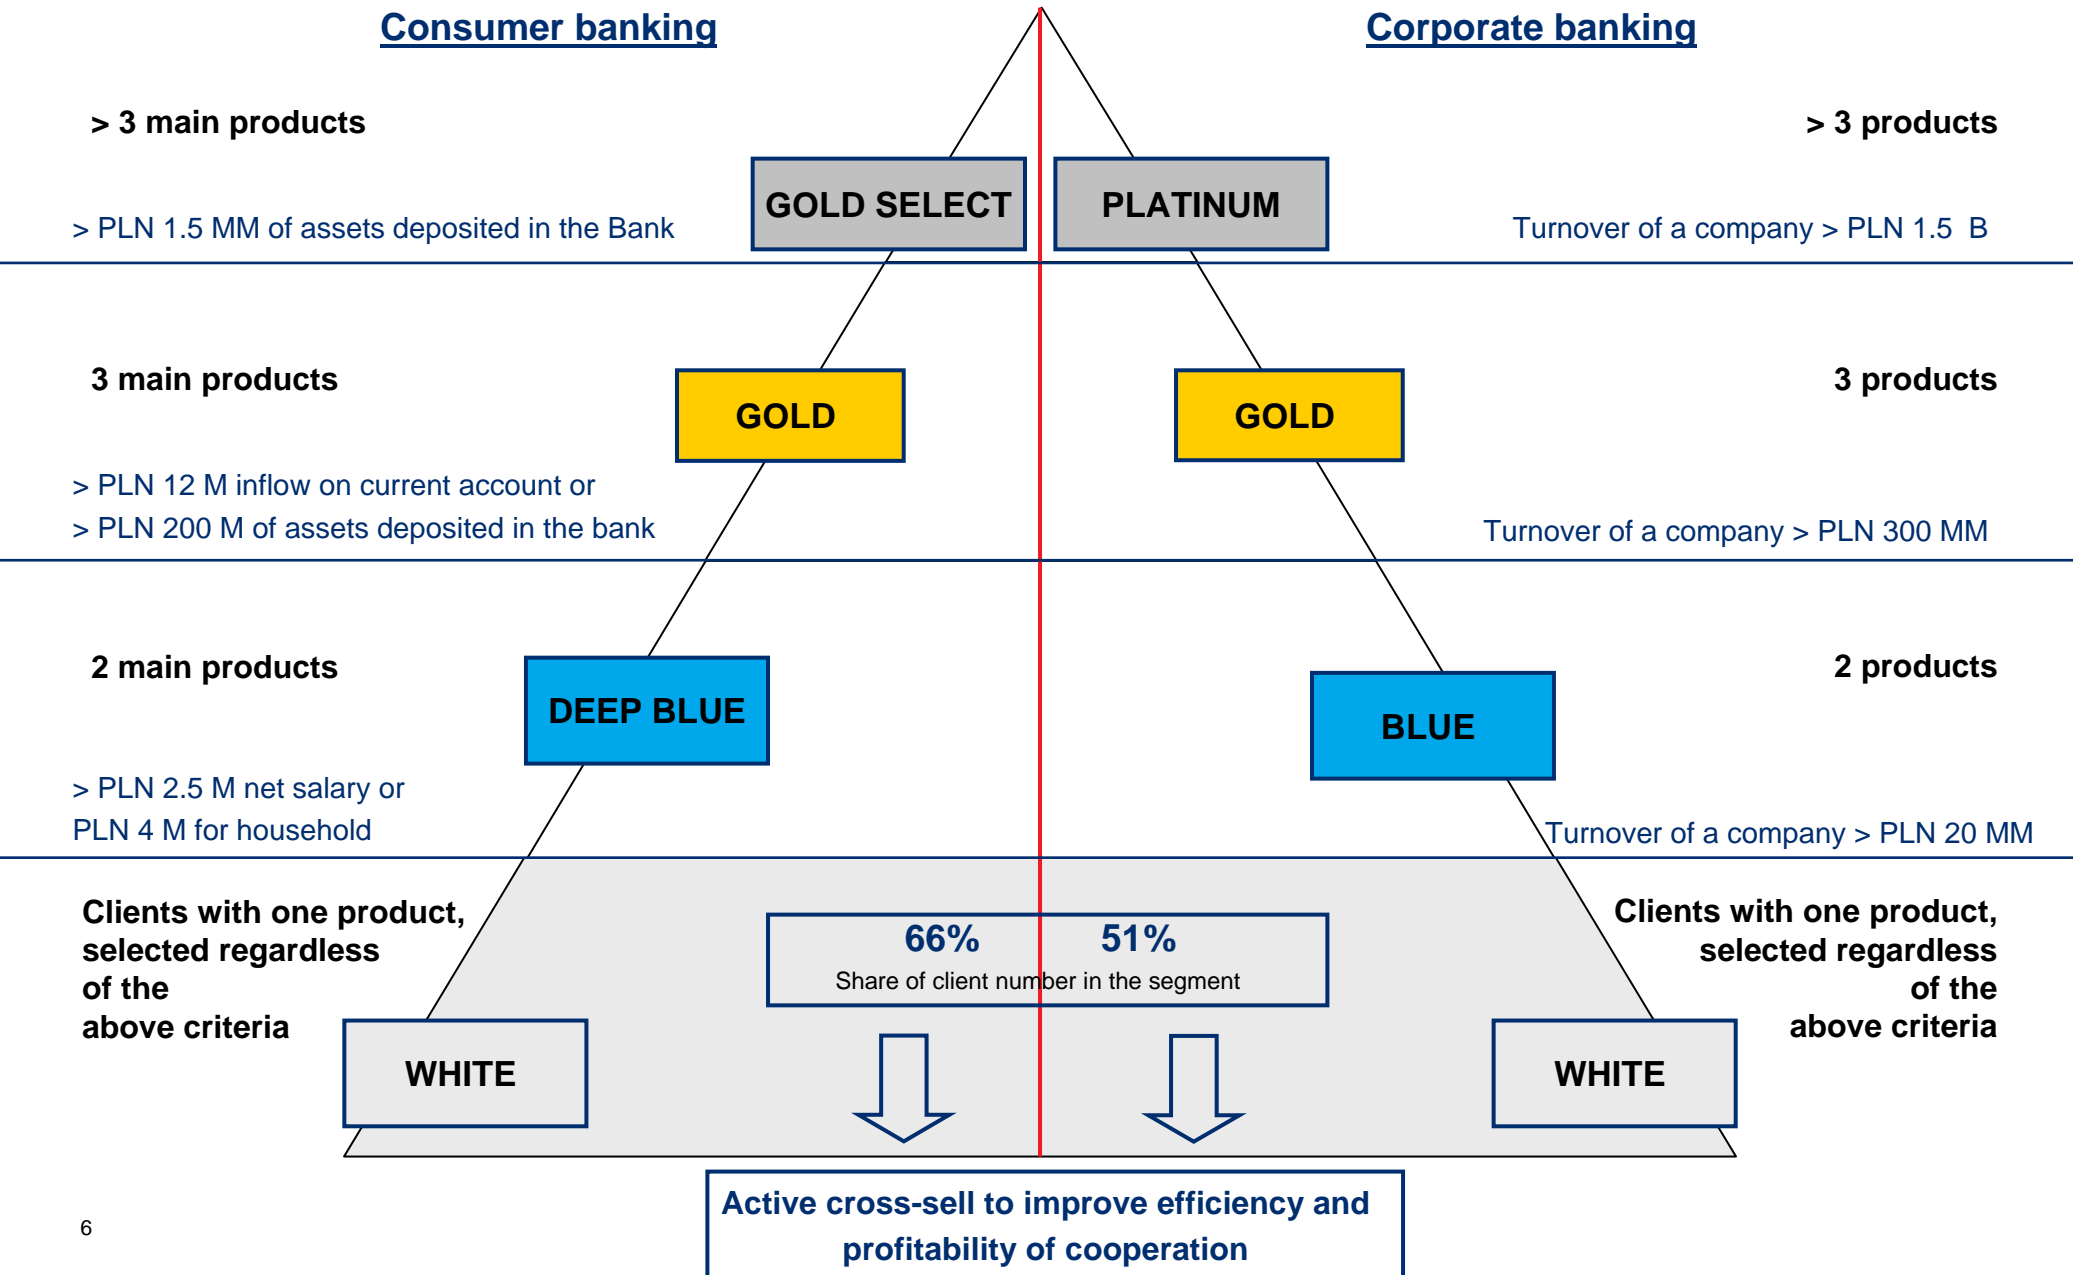 Consumer banking
Corporate banking
> 3 main products
> 3 products
GOLD SELECT
PLATINUM
> PLN 1.5 MM of assets deposited in the Bank
Turnover of a company > PLN 1.5  B
3 main products
3 products
GOLD
GOLD
> PLN 12 M inflow on current account or
> PLN 200 M of assets deposited in the bank
Turnover of a company > PLN 300 MM
2 main products
2 products
DEEP BLUE
BLUE
> PLN 2.5 M net salary or
PLN 4 M for household
Turnover of a company > PLN 20 MM
Clients with one product,
selected regardless
of the
above criteria
66%
51%
Share of client number in the segment
Clients with one product,
selected regardless
of the
above criteria
WHITE
WHITE
Active cross-sell to improve efficiency and
profitability of cooperation
6